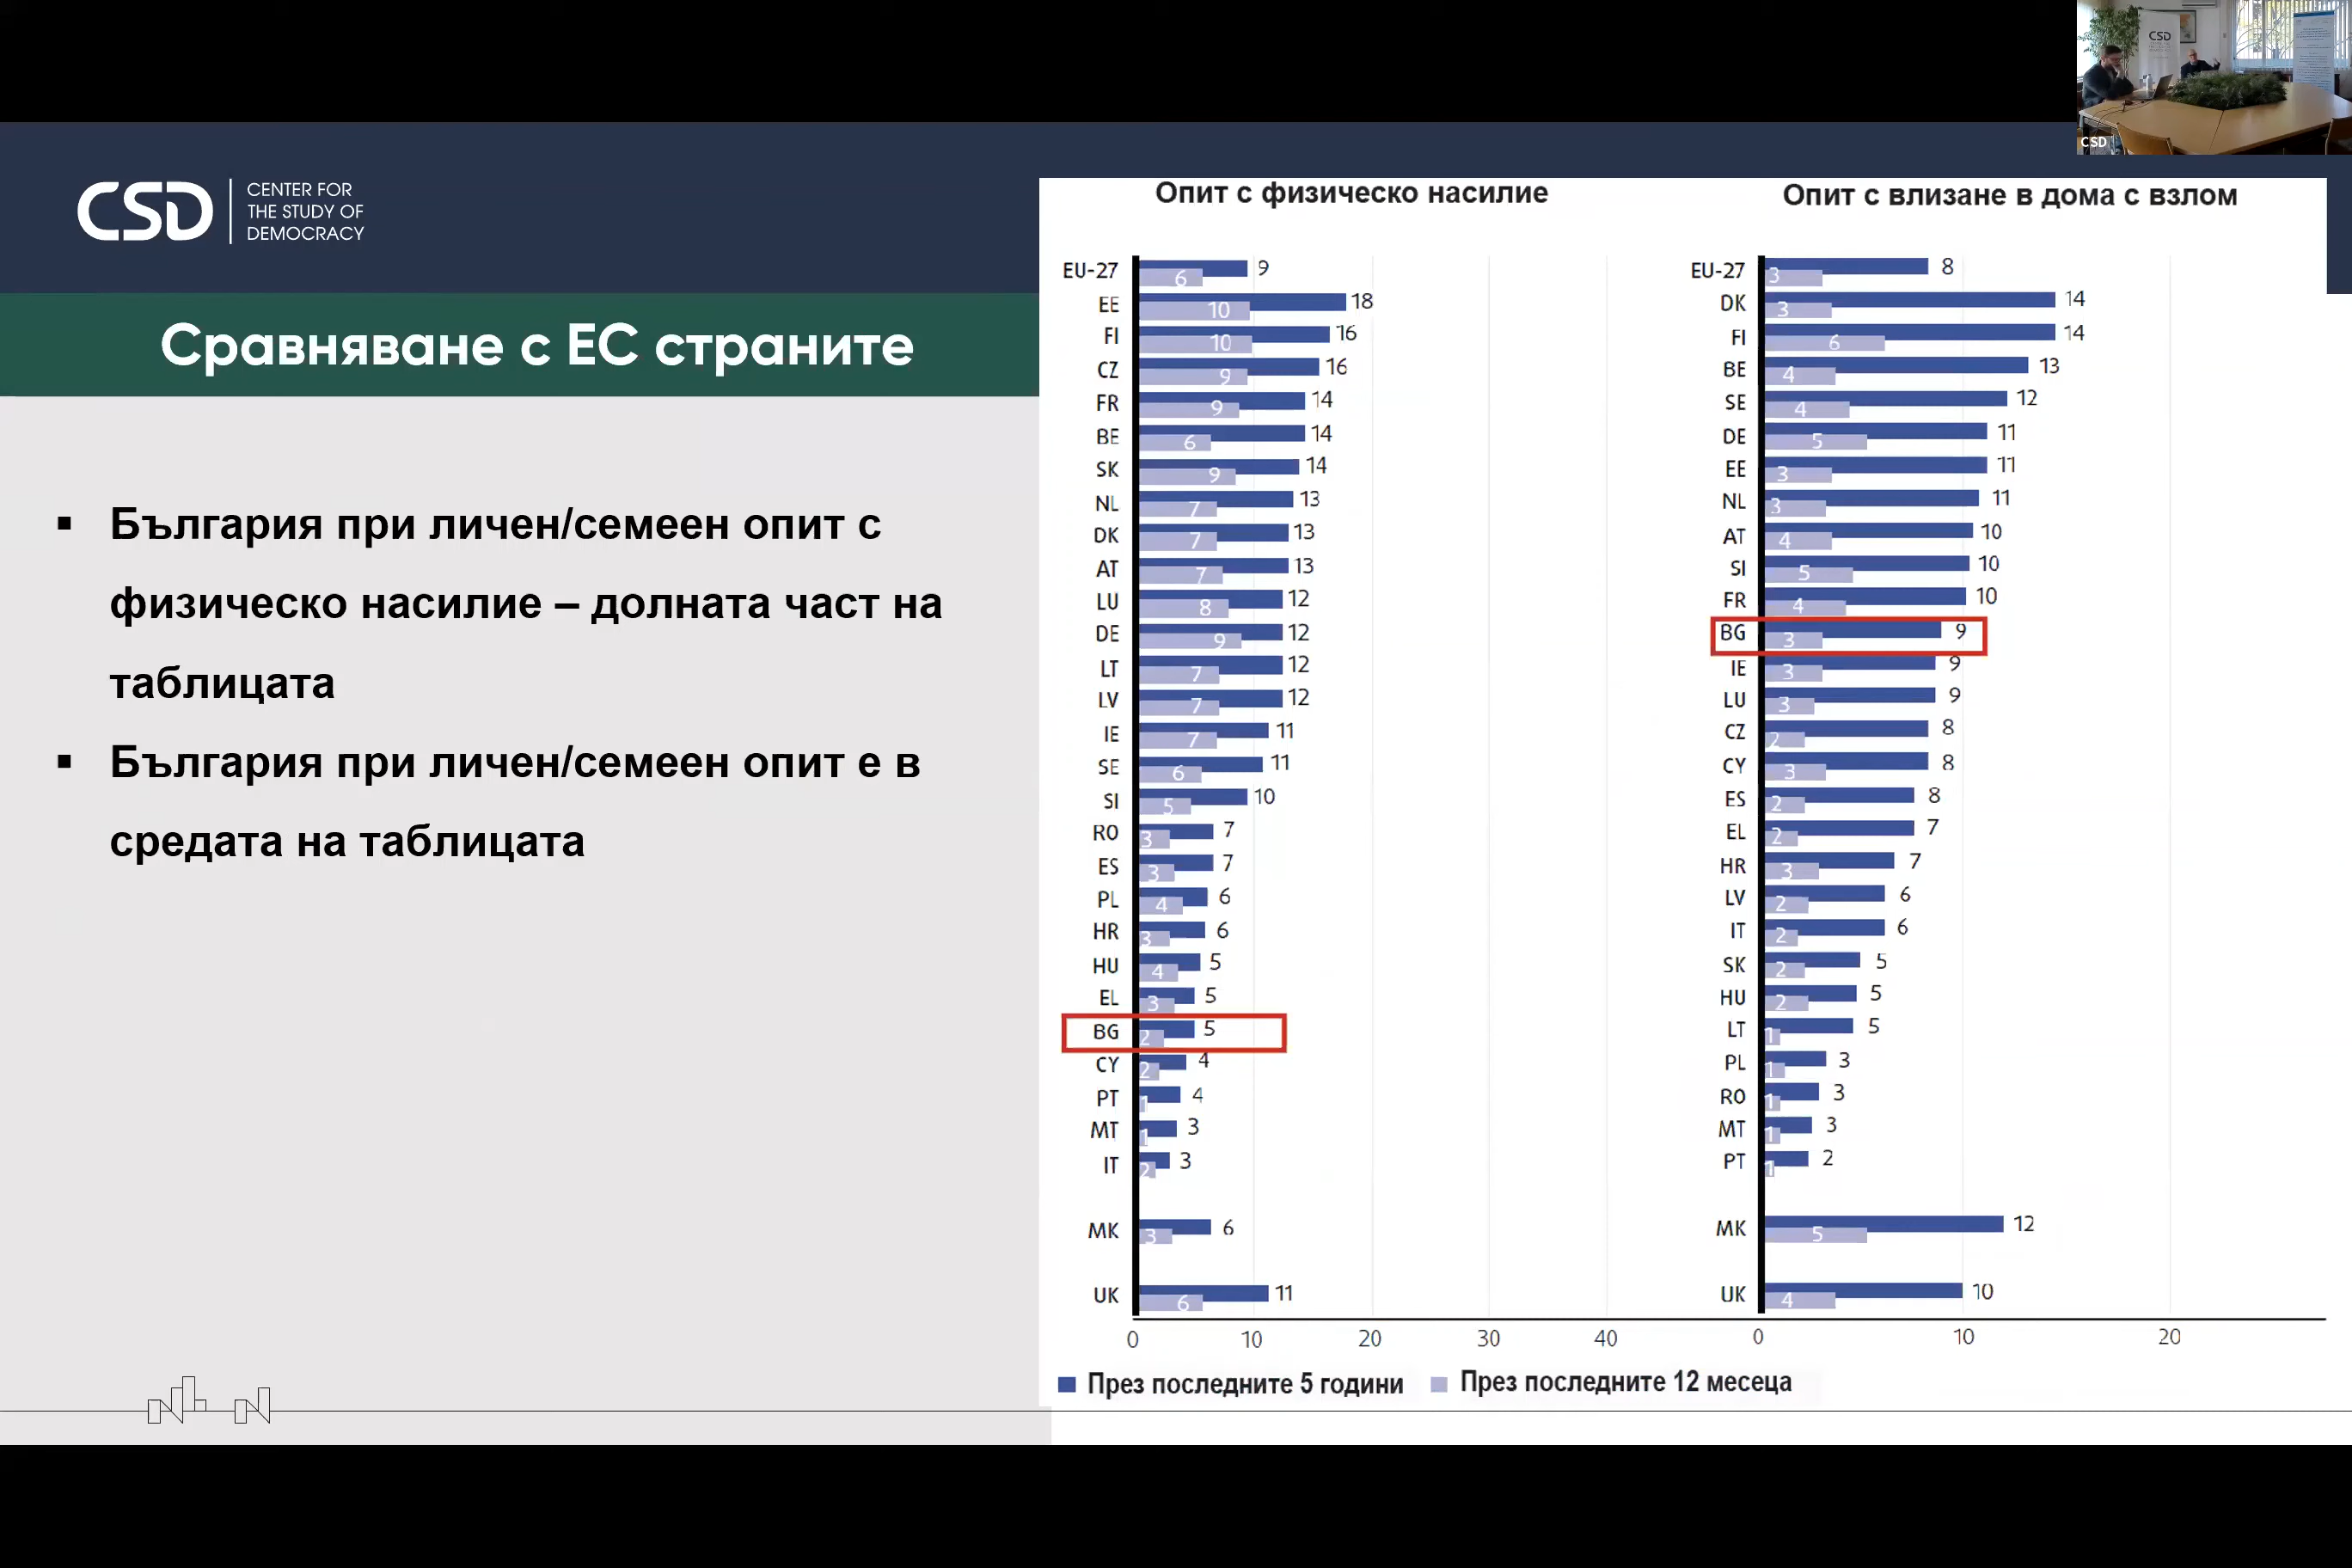 CSD
CSD
CSD
CENTER FOR
THE STUDY OF
DEMOCRACY
Сравняване с ЕС страните
▪ България при личен/семеен опит с
физическо насилие – долната част на
таблицата
▪ България при личен/семеен опит е в
средата на таблицата
Опит с физическо насилие
EU-27 6 9
EE 10 18
FI 10 16
CZ 9 16
FR 9 14
BE 6 14
SK 9 14
NL 7 13
DK 7 13
AT 7 13
LU 8 12
DE 9 12
LT 7 12
LV 7 12
IE 7 11
SE 6 11
SI 5 10
RO 3 7
ES 3 7
PL 4 6
HR 3 6
HU 4 5
EL 3 5
BG 2 5
CY 2 4
PT 1 4
MT 1 3
IT 2 3
MK 3 6
UK 6 11
0 10 20 30 40
Опит с влизане в дома с взлом
EU-27 3 8
DK 3 14
FI 6 14
BE 4 13
SE 4 12
DE 5 11
EE 3 11
NL 3 11
AT 4 10
SI 5 10
FR 4 10
BG 3 9
IE 3 9
LU 3 9
CZ 2 8
CY 3 8
ES 2 8
EL 2 7
HR 3 7
LV 2 6
IT 2 6
SK 2 5
HU 2 5
LT 1 5
PL 1 3
RO 1 3
MT 1 3
PT 1 2
MK 5 12
UK 4 10
0 10 20
През последните 5 години През последните 12 месеца